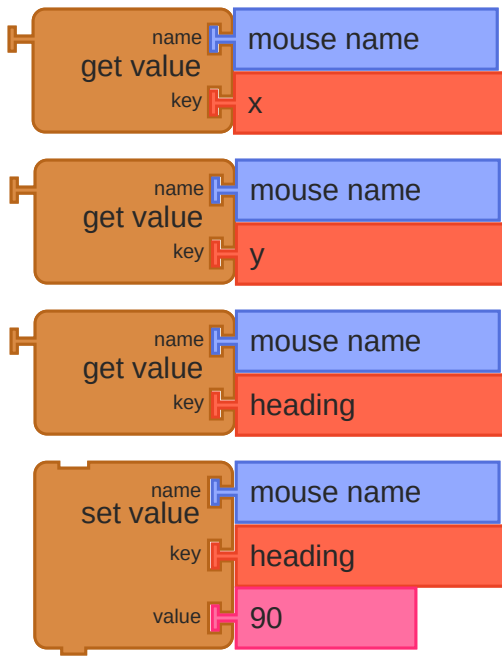 name mouse name
get value
key x
name mouse name
get value
key y
name mouse name
get value
key heading
name mouse name
set value
key heading
value 90